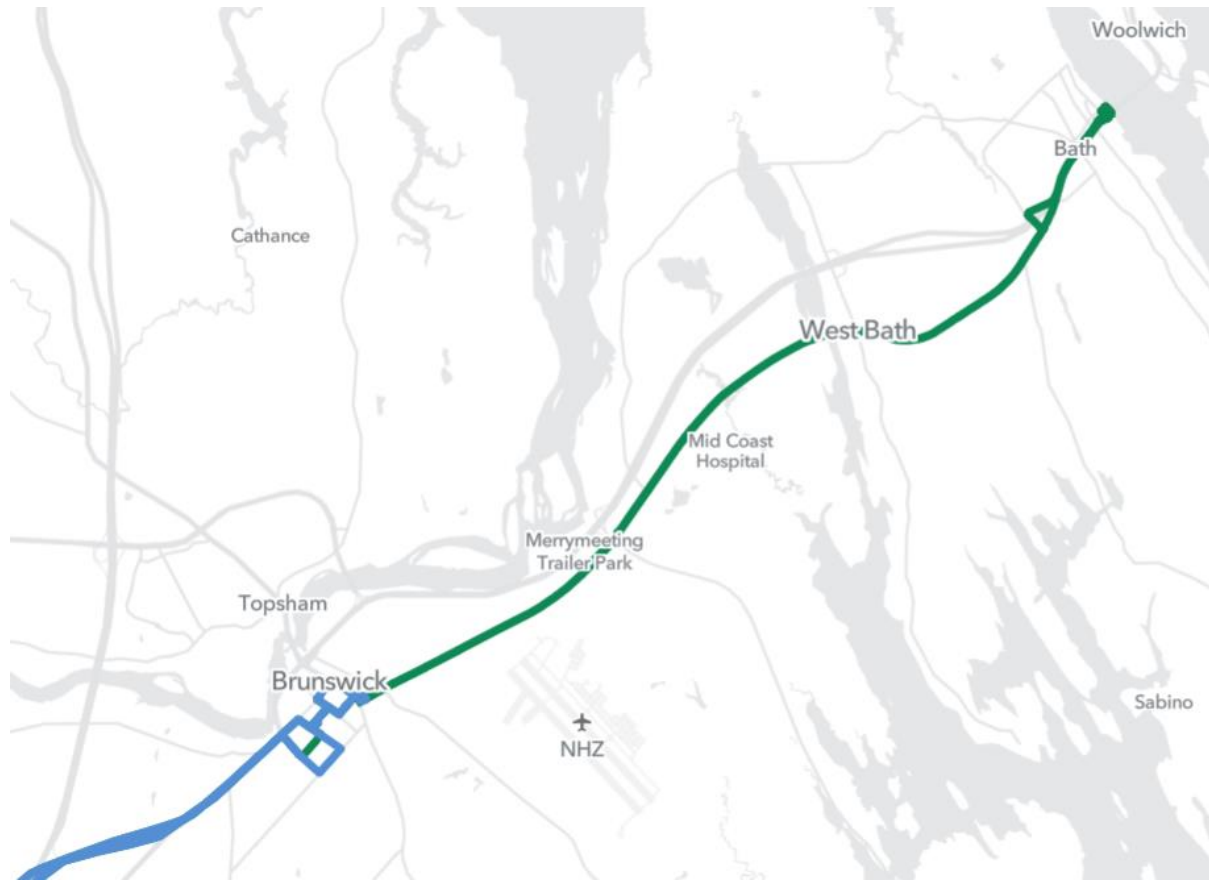 Woolwich
Bath
Cathance
West Bath
Mid Coast
Hospital
Merrymeeting
Trailer Park
Topsham
Brunswick
Sabino
NHZ